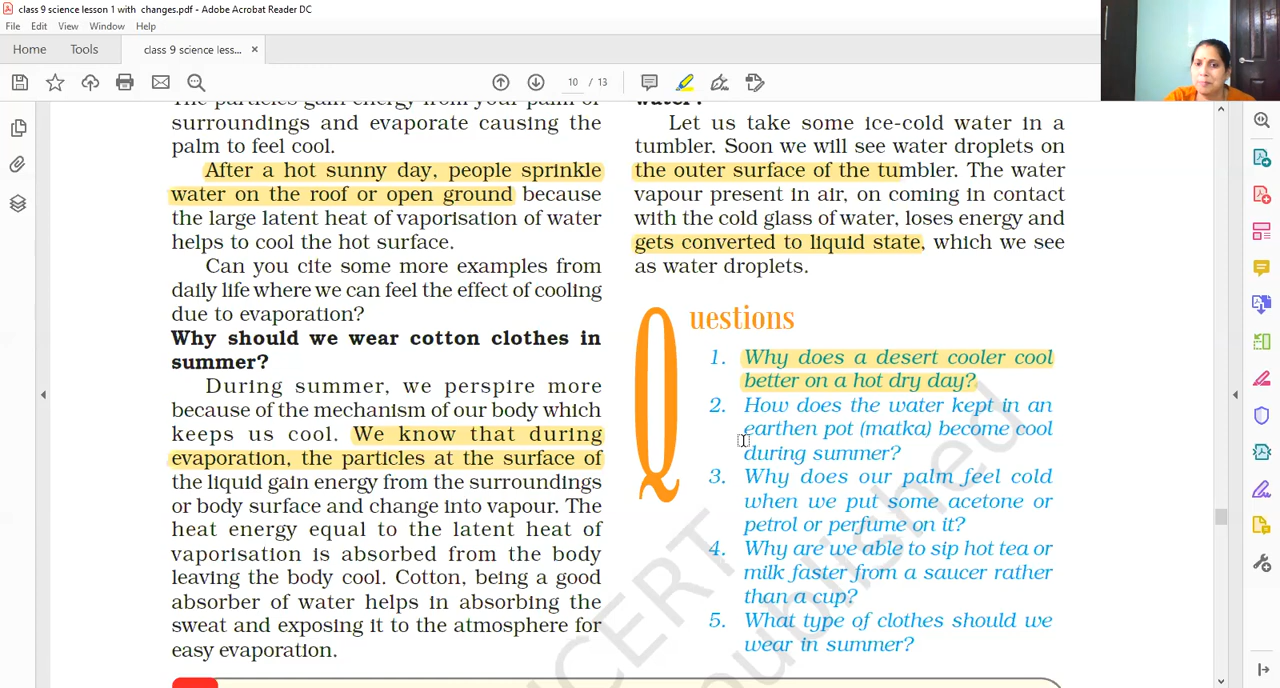 class 9 science lesson 1 with changes.pdf - Adobe Acrobat Reader DC
File Edit View Window Help
Home Tools class 9 science less... ×
10 / 13
The particles gain energy from your palm or
surroundings and evaporate causing the
palm to feel cool.
After a hot sunny day, people sprinkle
water on the roof or open ground because
the large latent heat of vaporisation of water
helps to cool the hot surface.
Can you cite some more examples from
daily life where we can feel the effect of cooling
due to evaporation?
Why should we wear cotton clothes in
summer?
During summer, we perspire more
because of the mechanism of our body which
keeps us cool. We know that during
evaporation, the particles at the surface of
the liquid gain energy from the surroundings
or body surface and change into vapour. The
heat energy equal to the latent heat of
vaporisation is absorbed from the body
leaving the body cool. Cotton, being a good
absorber of water helps in absorbing the
sweat and exposing it to the atmosphere for
easy evaporation.
water?
Let us take some ice-cold water in a
tumbler. Soon we will see water droplets on
the outer surface of the tumbler. The water
vapour present in air, on coming in contact
with the cold glass of water, loses energy and
gets converted to liquid state, which we see
as water droplets.
Questions
1. Why does a desert cooler cool
better on a hot dry day?
2. How does the water kept in an
earthen pot (matka) become cool
during summer?
3. Why does our palm feel cold
when we put some acetone or
petrol or perfume on it?
4. Why are we able to sip hot tea or
milk faster from a saucer rather
than a cup?
5. What type of clothes should we
wear in summer?
NCERT
published